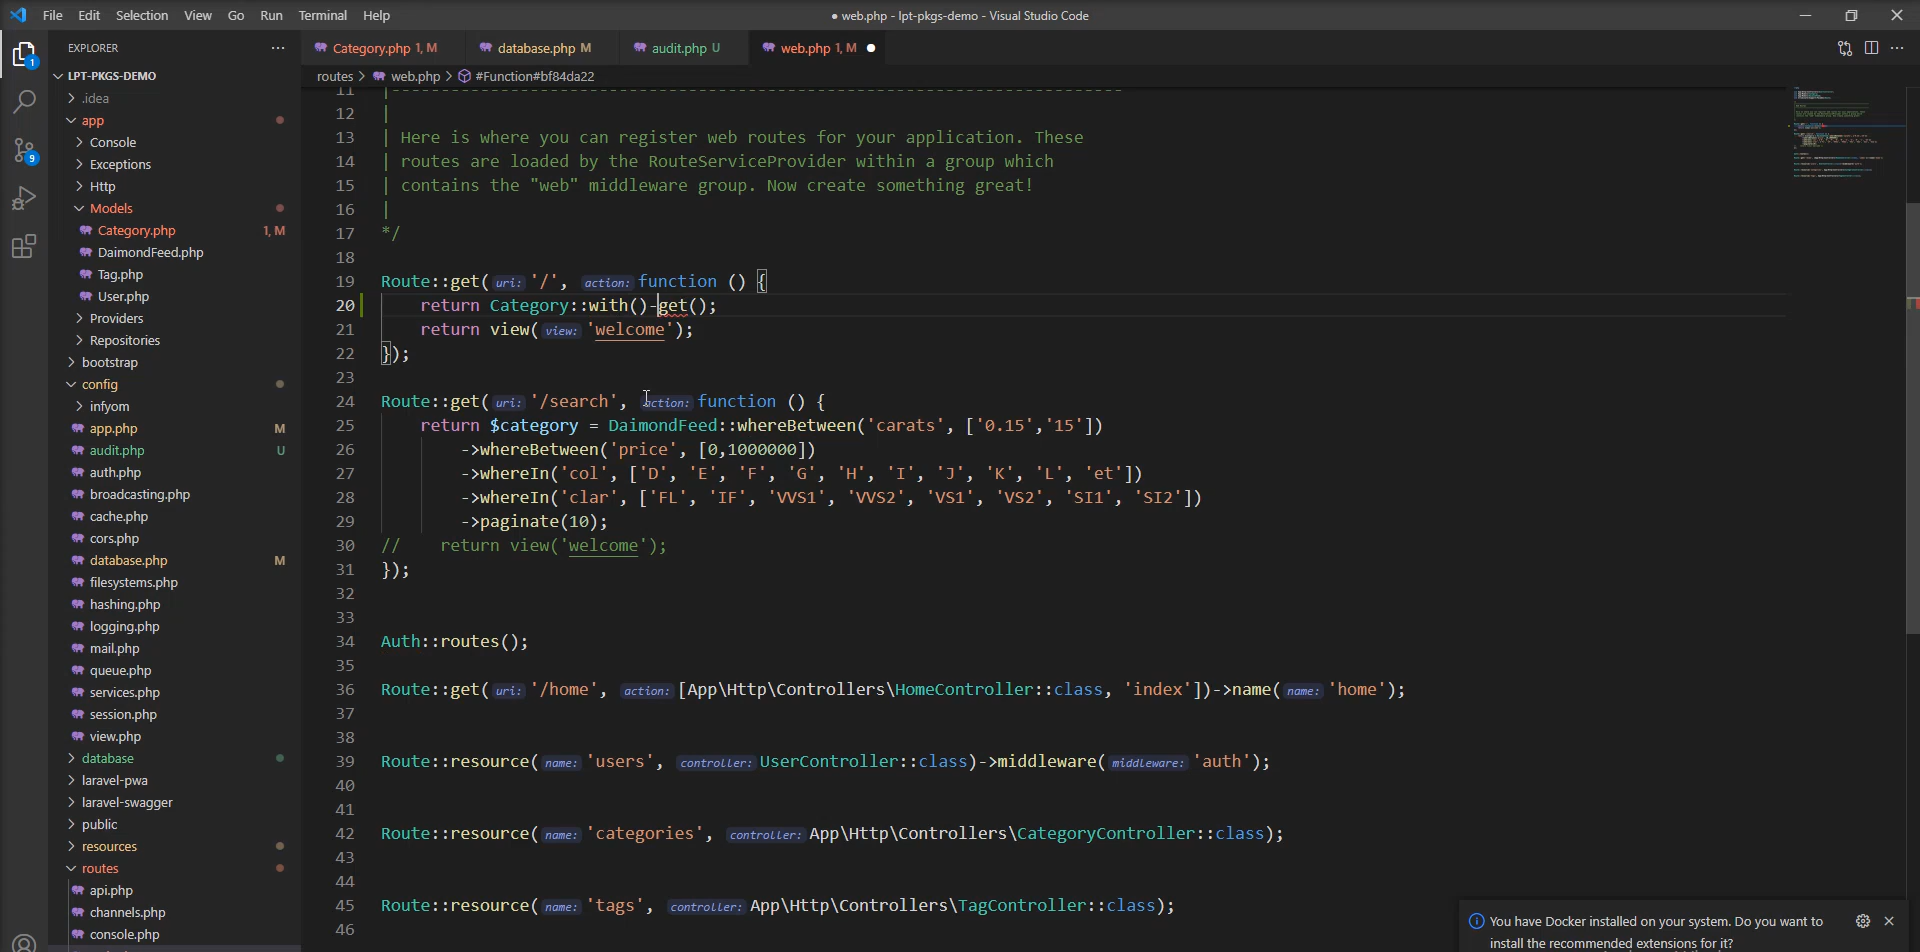 File Edit Selection View Go Run Terminal Help
● web.php - lpt-pkgs-demo - Visual Studio Code
EXPLORER
Category.php 1, M
database.php M
audit.php U
web.php 1, M
LPT-PKGS-DEMO
routes > web.php > #Function#bf84da22
.idea
app
Console
Exceptions
Http
Models
Category.php 1, M
DaimondFeed.php
Tag.php
User.php
Providers
Repositories
bootstrap
config
infyom
app.php M
audit.php U
auth.php
broadcasting.php
cache.php
cors.php
database.php M
filesystems.php
hashing.php
logging.php
mail.php
queue.php
services.php
session.php
view.php
database
laravel-pwa
laravel-swagger
public
resources
routes
api.php
channels.php
console.php
1
9
11 |--------------------------------------------------------------------------
12 |
13 | Here is where you can register web routes for your application. These
14 | routes are loaded by the RouteServiceProvider within a group which
15 | contains the "web" middleware group. Now create something great!
16 |
17 */
18
19 Route::get( uri: '/', action: function () {
20     return Category::with()-get();
21     return view( view: 'welcome');
22 });
23
24 Route::get( uri: '/search', action: function () {
25     return $category = DaimondFeed::whereBetween('carats', ['0.15','15'])
26         ->whereBetween('price', [0,1000000])
27         ->whereIn('col', ['D', 'E', 'F', 'G', 'H', 'I', 'J', 'K', 'L', 'et'])
28         ->whereIn('clar', ['FL', 'IF', 'VVS1', 'VVS2', 'VS1', 'VS2', 'SI1', 'SI2'])
29         ->paginate(10);
30 //    return view('welcome');
31 });
32
33
34 Auth::routes();
35
36 Route::get( uri: '/home', action: [App\Http\Controllers\HomeController::class, 'index'])->name( name: 'home');
37
38
39 Route::resource( name: 'users', controller: UserController::class)->middleware( middleware: 'auth');
40
41
42 Route::resource( name: 'categories', controller: App\Http\Controllers\CategoryController::class);
43
44
45 Route::resource( name: 'tags', controller: App\Http\Controllers\TagController::class);
46
You have Docker installed on your system. Do you want to
install the recommended extensions for it?